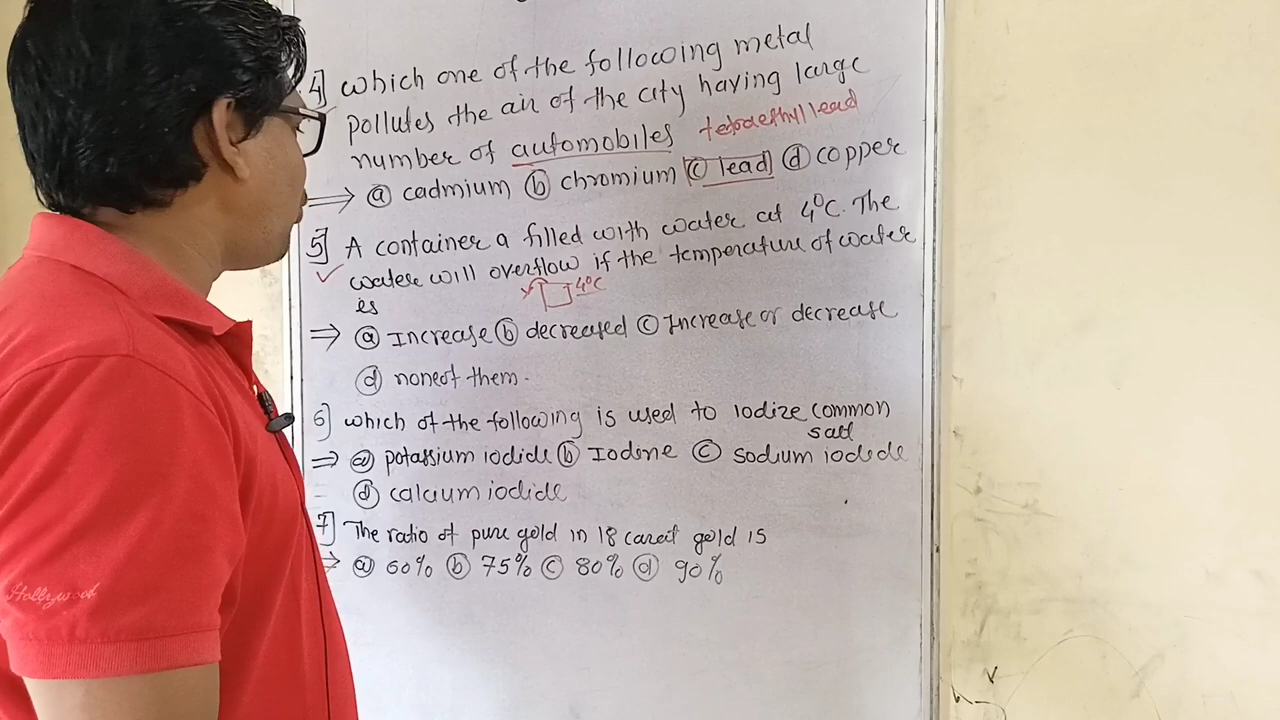 4] which one of the following metal
pollutes the air of the city having large
number of automobiles tetraethyl lead
ⓐ cadmium ⓑ chromium ⓒ lead ⓓ copper
5] A container a filled with water at 4°C. The
water will overflow if the temperature of water
is 4°C
⇒ ⓐ Increase ⓑ decreased ⓒ Increase or decrease
ⓓ none of them.
6] which of the following is used to Iodize common
salt
⇒ ⓐ potassium iodide ⓑ Iodine ⓒ sodium iodide
ⓓ calcium iodide
7] The ratio of pure gold in 18 carat gold is
⇒ ⓐ 60% ⓑ 75% ⓒ 80% ⓓ 90%
Hollywood